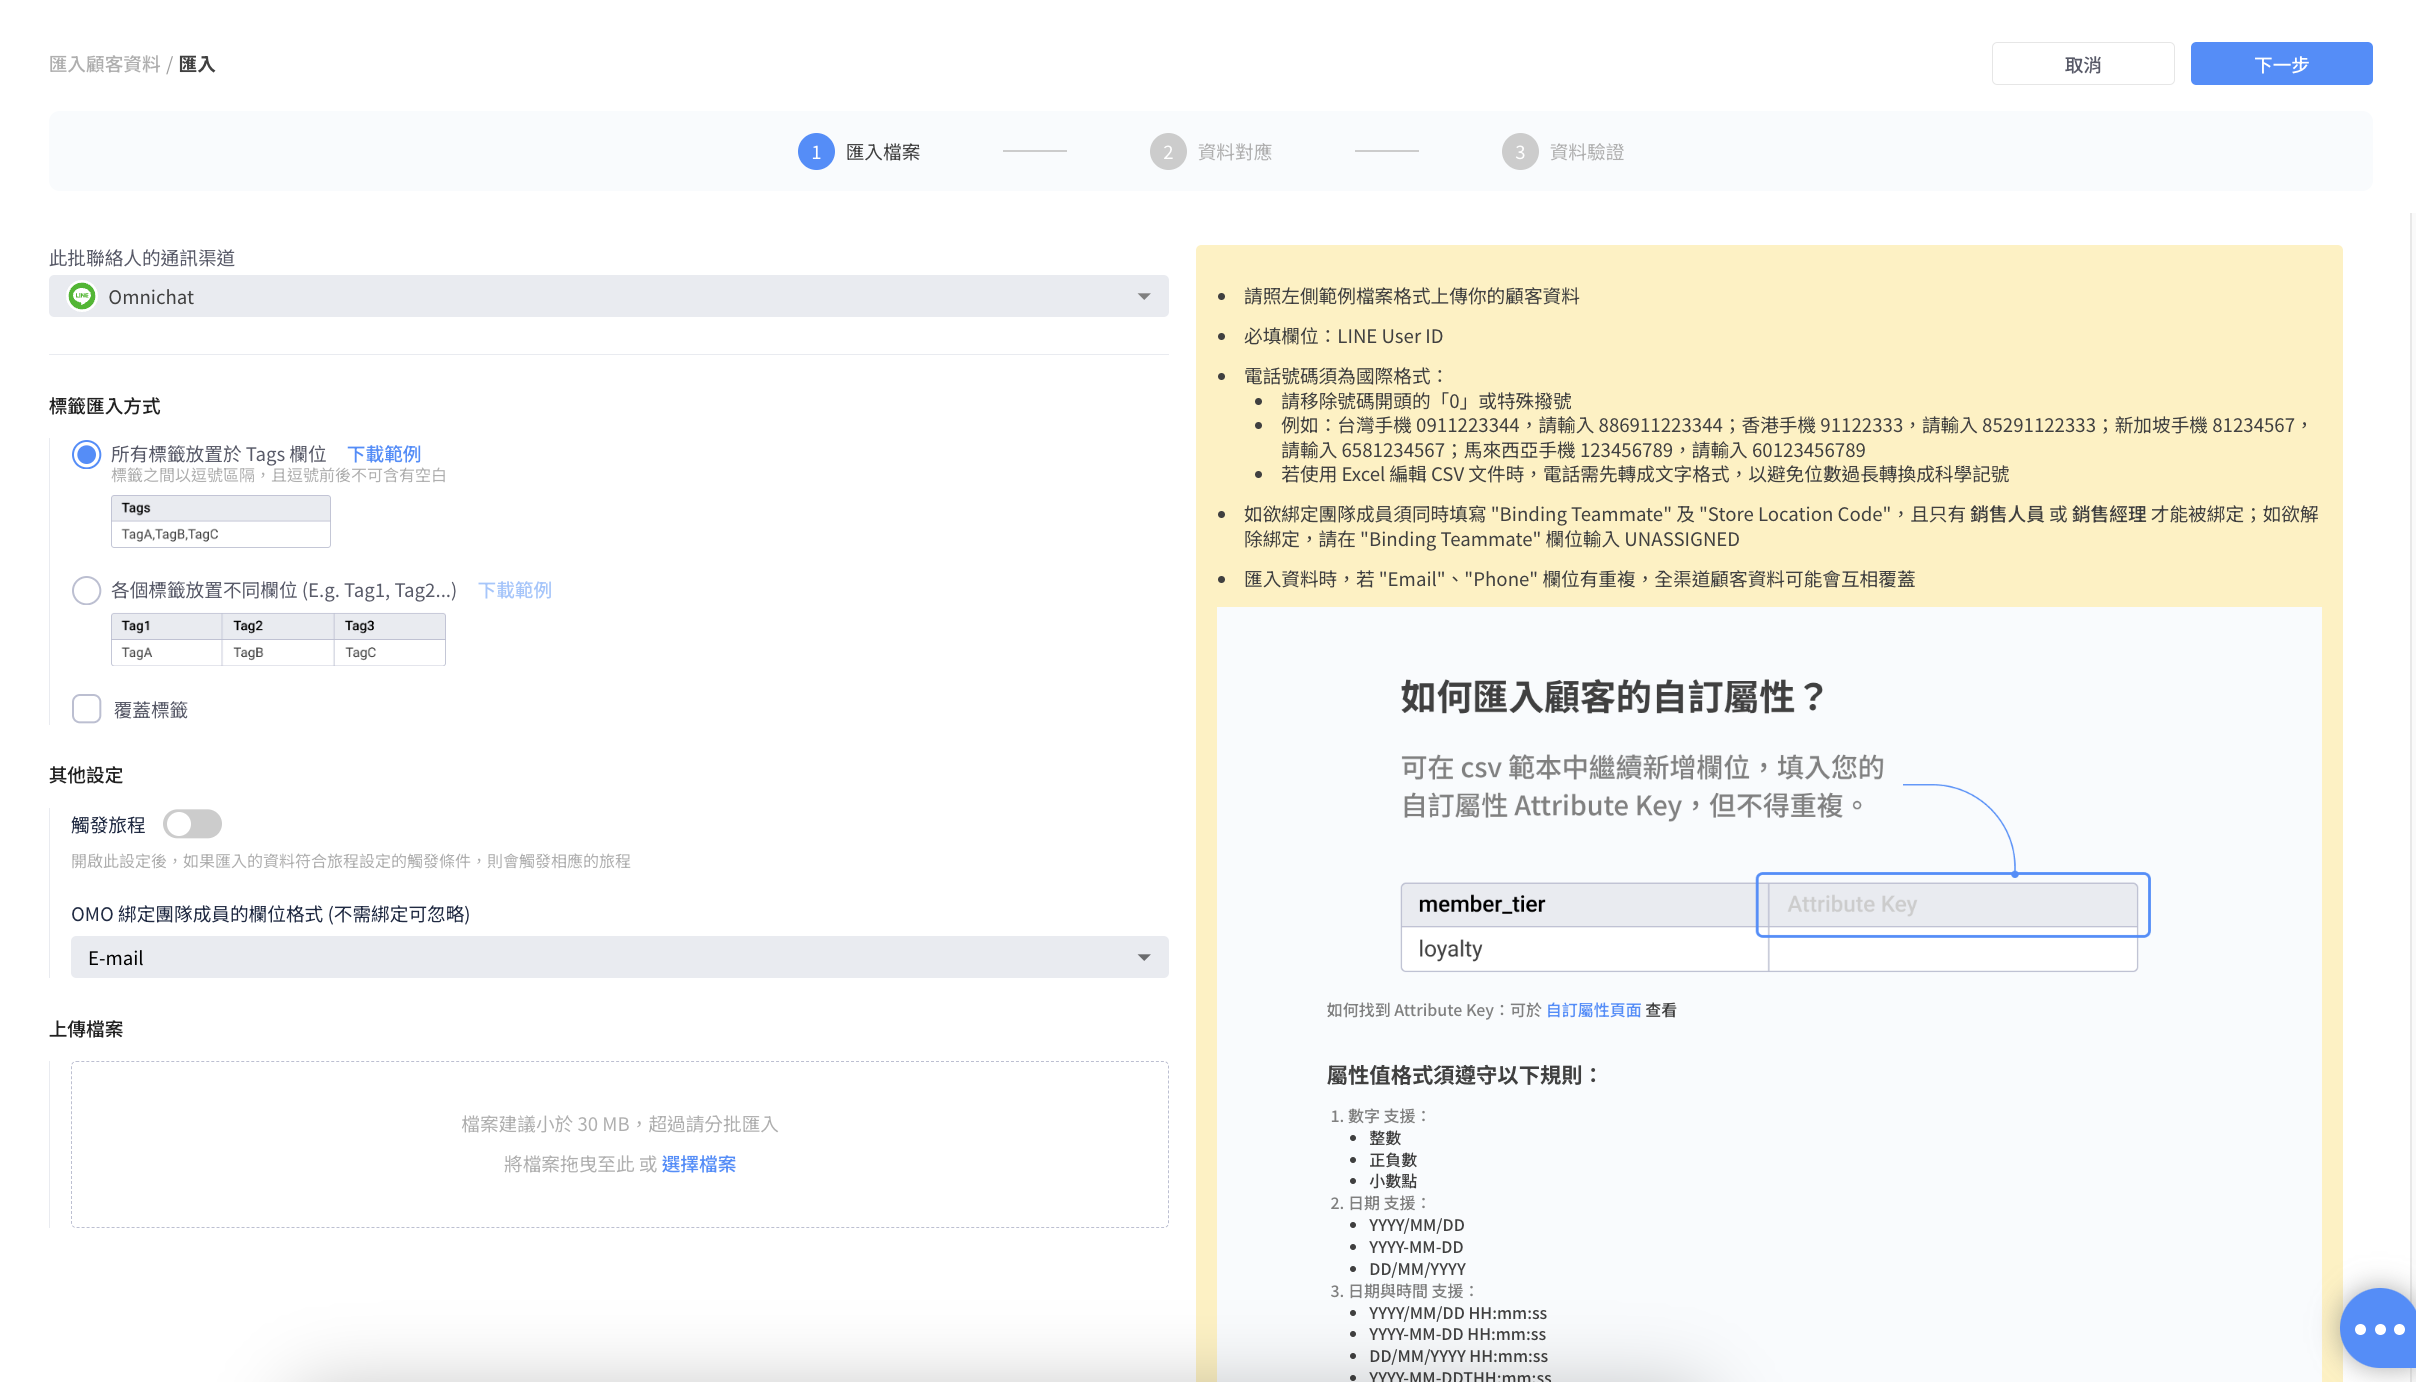 匯入顧客資料 / 匯入
取消
下一步
1 匯入檔案
2 資料對應
3 資料驗證
此批聯絡人的通訊渠道
LINE Omnichat
標籤匯入方式
所有標籤放置於 Tags 欄位 下載範例
標籤之間以逗號區隔，且逗號前後不可含有空白
Tags
TagA,TagB,TagC
各個標籤放置不同欄位 (E.g. Tag1, Tag2...) 下載範例
Tag1 Tag2 Tag3
TagA TagB TagC
覆蓋標籤
其他設定
觸發旅程
開啟此設定後，如果匯入的資料符合旅程設定的觸發條件，則會觸發相應的旅程
OMO 綁定團隊成員的欄位格式 (不需綁定可忽略)
E-mail
上傳檔案
檔案建議小於 30 MB，超過請分批匯入
將檔案拖曳至此 或 選擇檔案
• 請照左側範例檔案格式上傳你的顧客資料
• 必填欄位：LINE User ID
• 電話號碼須為國際格式：
• 請移除號碼開頭的「0」或特殊撥號
• 例如：台灣手機 0911223344，請輸入 886911223344；香港手機 91122333，請輸入 85291122333；新加坡手機 81234567，
請輸入 6581234567；馬來西亞手機 123456789，請輸入 60123456789
• 若使用 Excel 編輯 CSV 文件時，電話需先轉成文字格式，以避免位數過長轉換成科學記號
• 如欲綁定團隊成員須同時填寫 "Binding Teammate" 及 "Store Location Code"，且只有 銷售人員 或 銷售經理 才能被綁定；如欲解
除綁定，請在 "Binding Teammate" 欄位輸入 UNASSIGNED
• 匯入資料時，若 "Email"、"Phone" 欄位有重複，全渠道顧客資料可能會互相覆蓋
如何匯入顧客的自訂屬性？
可在 csv 範本中繼續新增欄位，填入您的
自訂屬性 Attribute Key，但不得重複。
member_tier Attribute Key
loyalty
如何找到 Attribute Key：可於 自訂屬性頁面 查看
屬性值格式須遵守以下規則：
1. 數字 支援：
• 整數
• 正負數
• 小數點
2. 日期 支援：
• YYYY/MM/DD
• YYYY-MM-DD
• DD/MM/YYYY
3. 日期與時間 支援：
• YYYY/MM/DD HH:mm:ss
• YYYY-MM-DD HH:mm:ss
• DD/MM/YYYY HH:mm:ss
• YYYY-MM-DDTHH:mm:ss